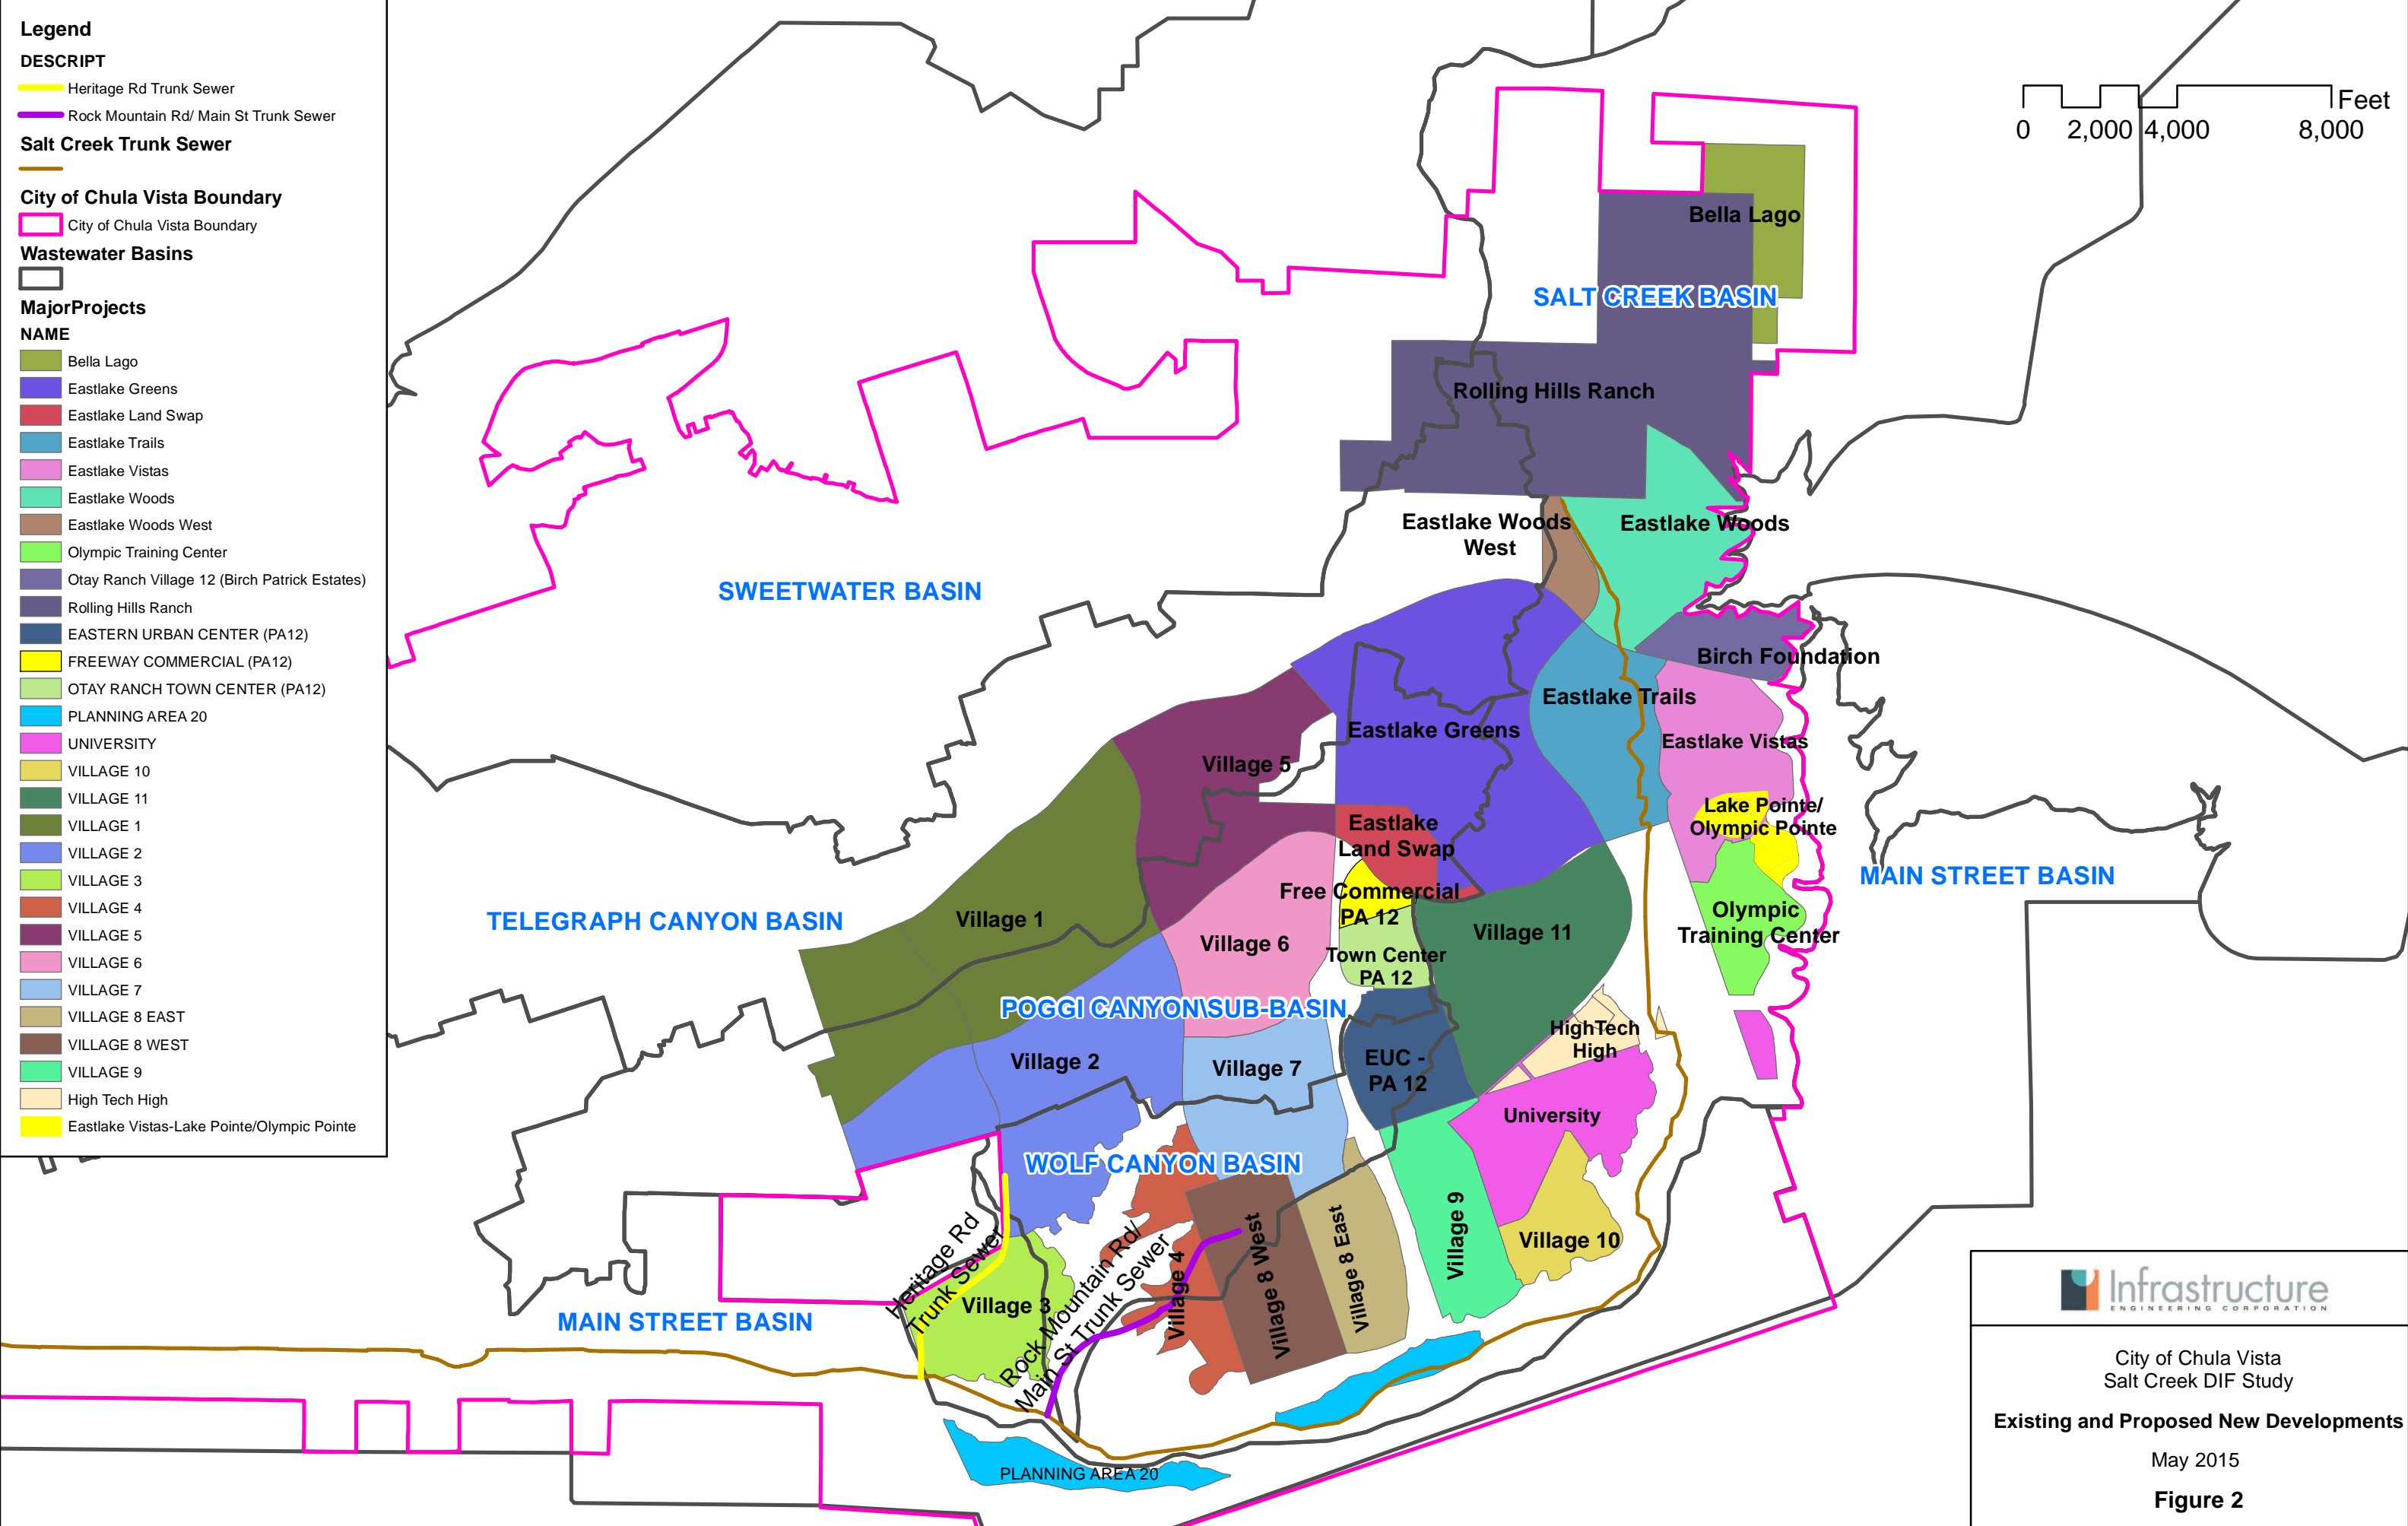 Legend
DESCRIPT
Heritage Rd Trunk Sewer
Rock Mountain Rd/ Main St Trunk Sewer
Salt Creek Trunk Sewer
City of Chula Vista Boundary
City of Chula Vista Boundary
Wastewater Basins
MajorProjects
NAME
Bella Lago
Eastlake Greens
Eastlake Land Swap
Eastlake Trails
Eastlake Vistas
Eastlake Woods
Eastlake Woods West
Olympic Training Center
Otay Ranch Village 12 (Birch Patrick Estates)
Rolling Hills Ranch
EASTERN URBAN CENTER (PA12)
FREEWAY COMMERCIAL (PA12)
OTAY RANCH TOWN CENTER (PA12)
PLANNING AREA 20
UNIVERSITY
VILLAGE 10
VILLAGE 11
VILLAGE 1
VILLAGE 2
VILLAGE 3
VILLAGE 4
VILLAGE 5
VILLAGE 6
VILLAGE 7
VILLAGE 8 EAST
VILLAGE 8 WEST
VILLAGE 9
High Tech High
Eastlake Vistas-Lake Pointe/Olympic Pointe
Feet
0 2,000 4,000 8,000
Bella Lago
SALT CREEK BASIN
Rolling Hills Ranch
Eastlake Woods
West
Eastlake Woods
SWEETWATER BASIN
Birch Foundation
Eastlake Trails
Eastlake Greens
Eastlake Vistas
Village 5
Lake Pointe/
Olympic Pointe
Eastlake
Land Swap
MAIN STREET BASIN
Free Commercial
PA 12
TELEGRAPH CANYON BASIN
Village 1
Village 6
Village 11
Olympic
Training Center
Town Center
PA 12
POGGI CANYON\SUB-BASIN
HighTech
High
Village 2
Village 7
EUC -
PA 12
University
WOLF CANYON BASIN
Village 9
Village 10
Village 8 East
Village 8 West
Village 4
Heritage Rd
Trunk Sewer
Rock Mountain Rd/
Main St Trunk Sewer
Village 3
MAIN STREET BASIN
PLANNING AREA 20
Infrastructure
ENGINEERING CORPORATION
City of Chula Vista
Salt Creek DIF Study
Existing and Proposed New Developments
May 2015
Figure 2